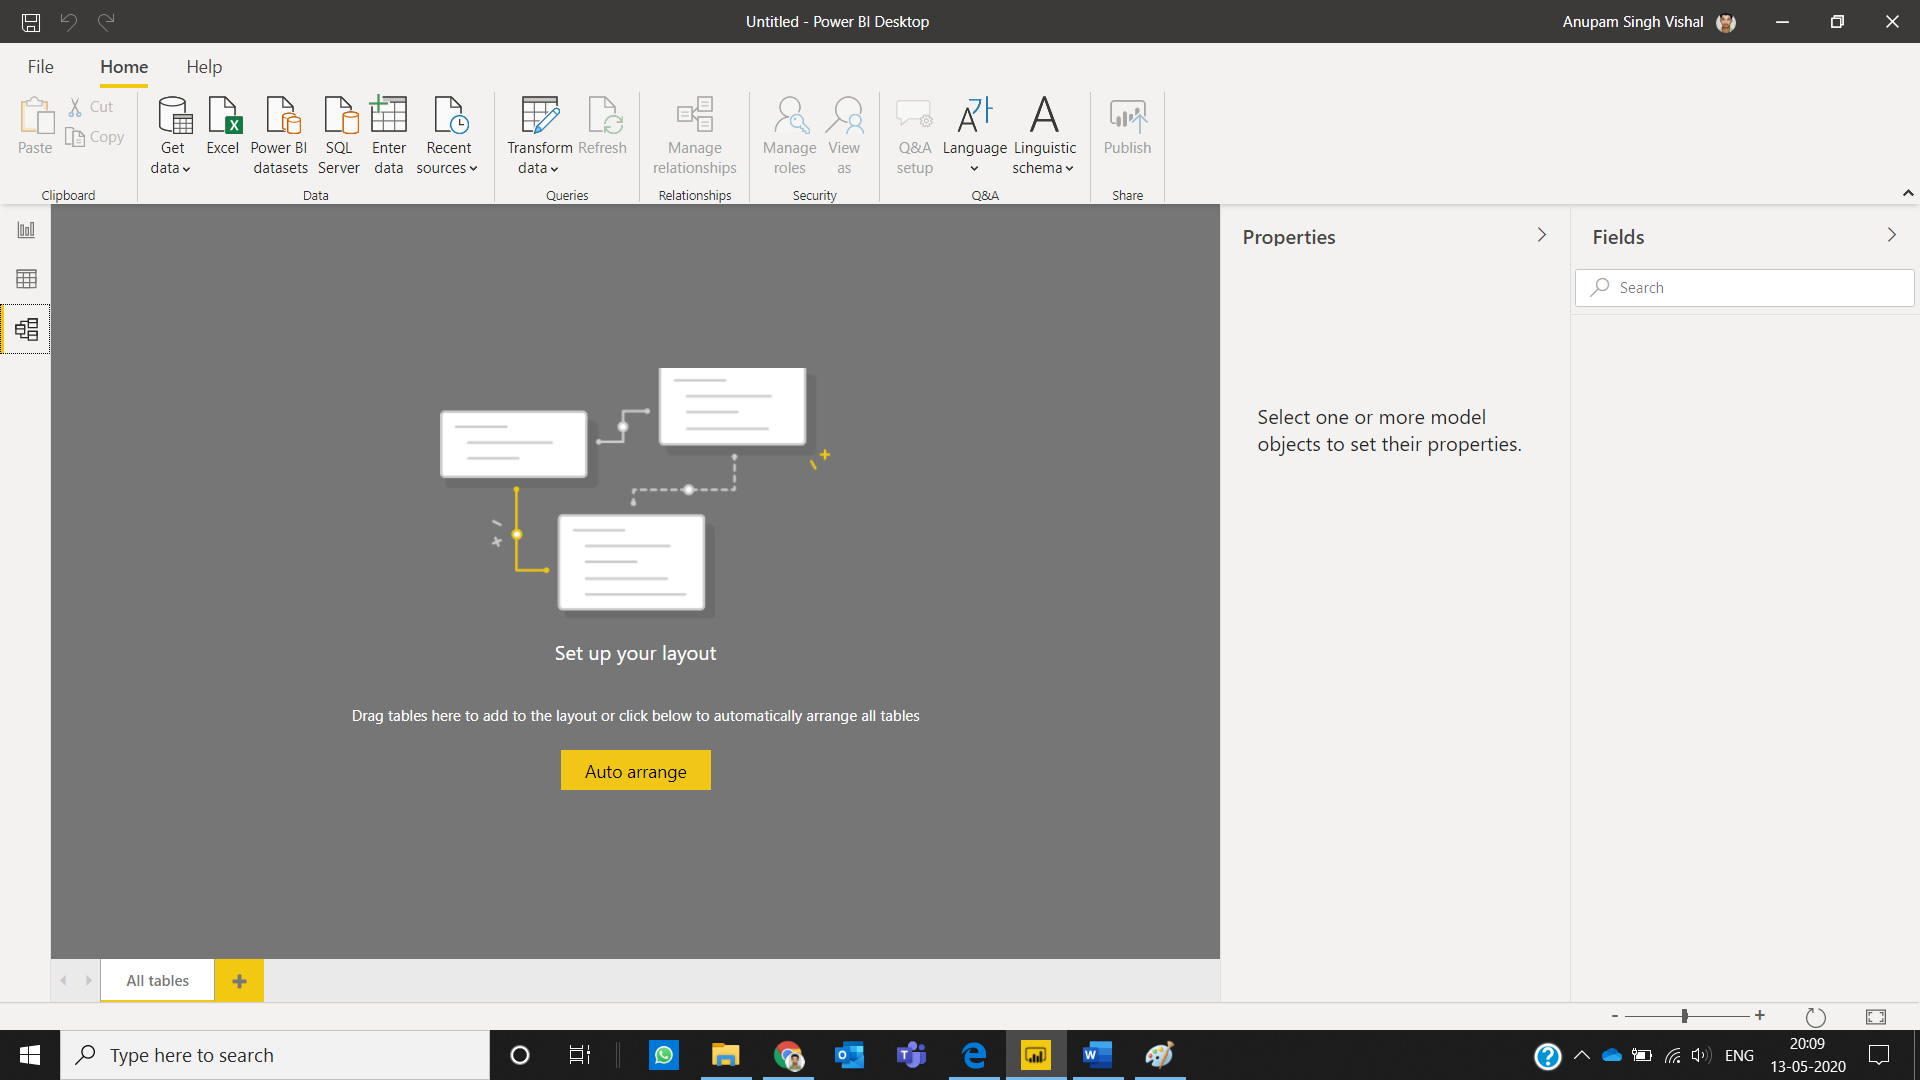 Untitled - Power BI Desktop
Anupam Singh Vishal
File Home Help
Paste
Cut
Copy
Clipboard
Get data
Excel
Power BI datasets
SQL Server
Enter data
Recent sources
Data
Transform data
Refresh
Queries
Manage relationships
Relationships
Manage roles
View as
Security
Q&A setup
Language
Linguistic schema
Q&A
Publish
Share
Properties
Select one or more model
objects to set their properties.
Fields
Search
Set up your layout
Drag tables here to add to the layout or click below to automatically arrange all tables
Auto arrange
All tables
Type here to search
ENG
20:09
13-05-2020